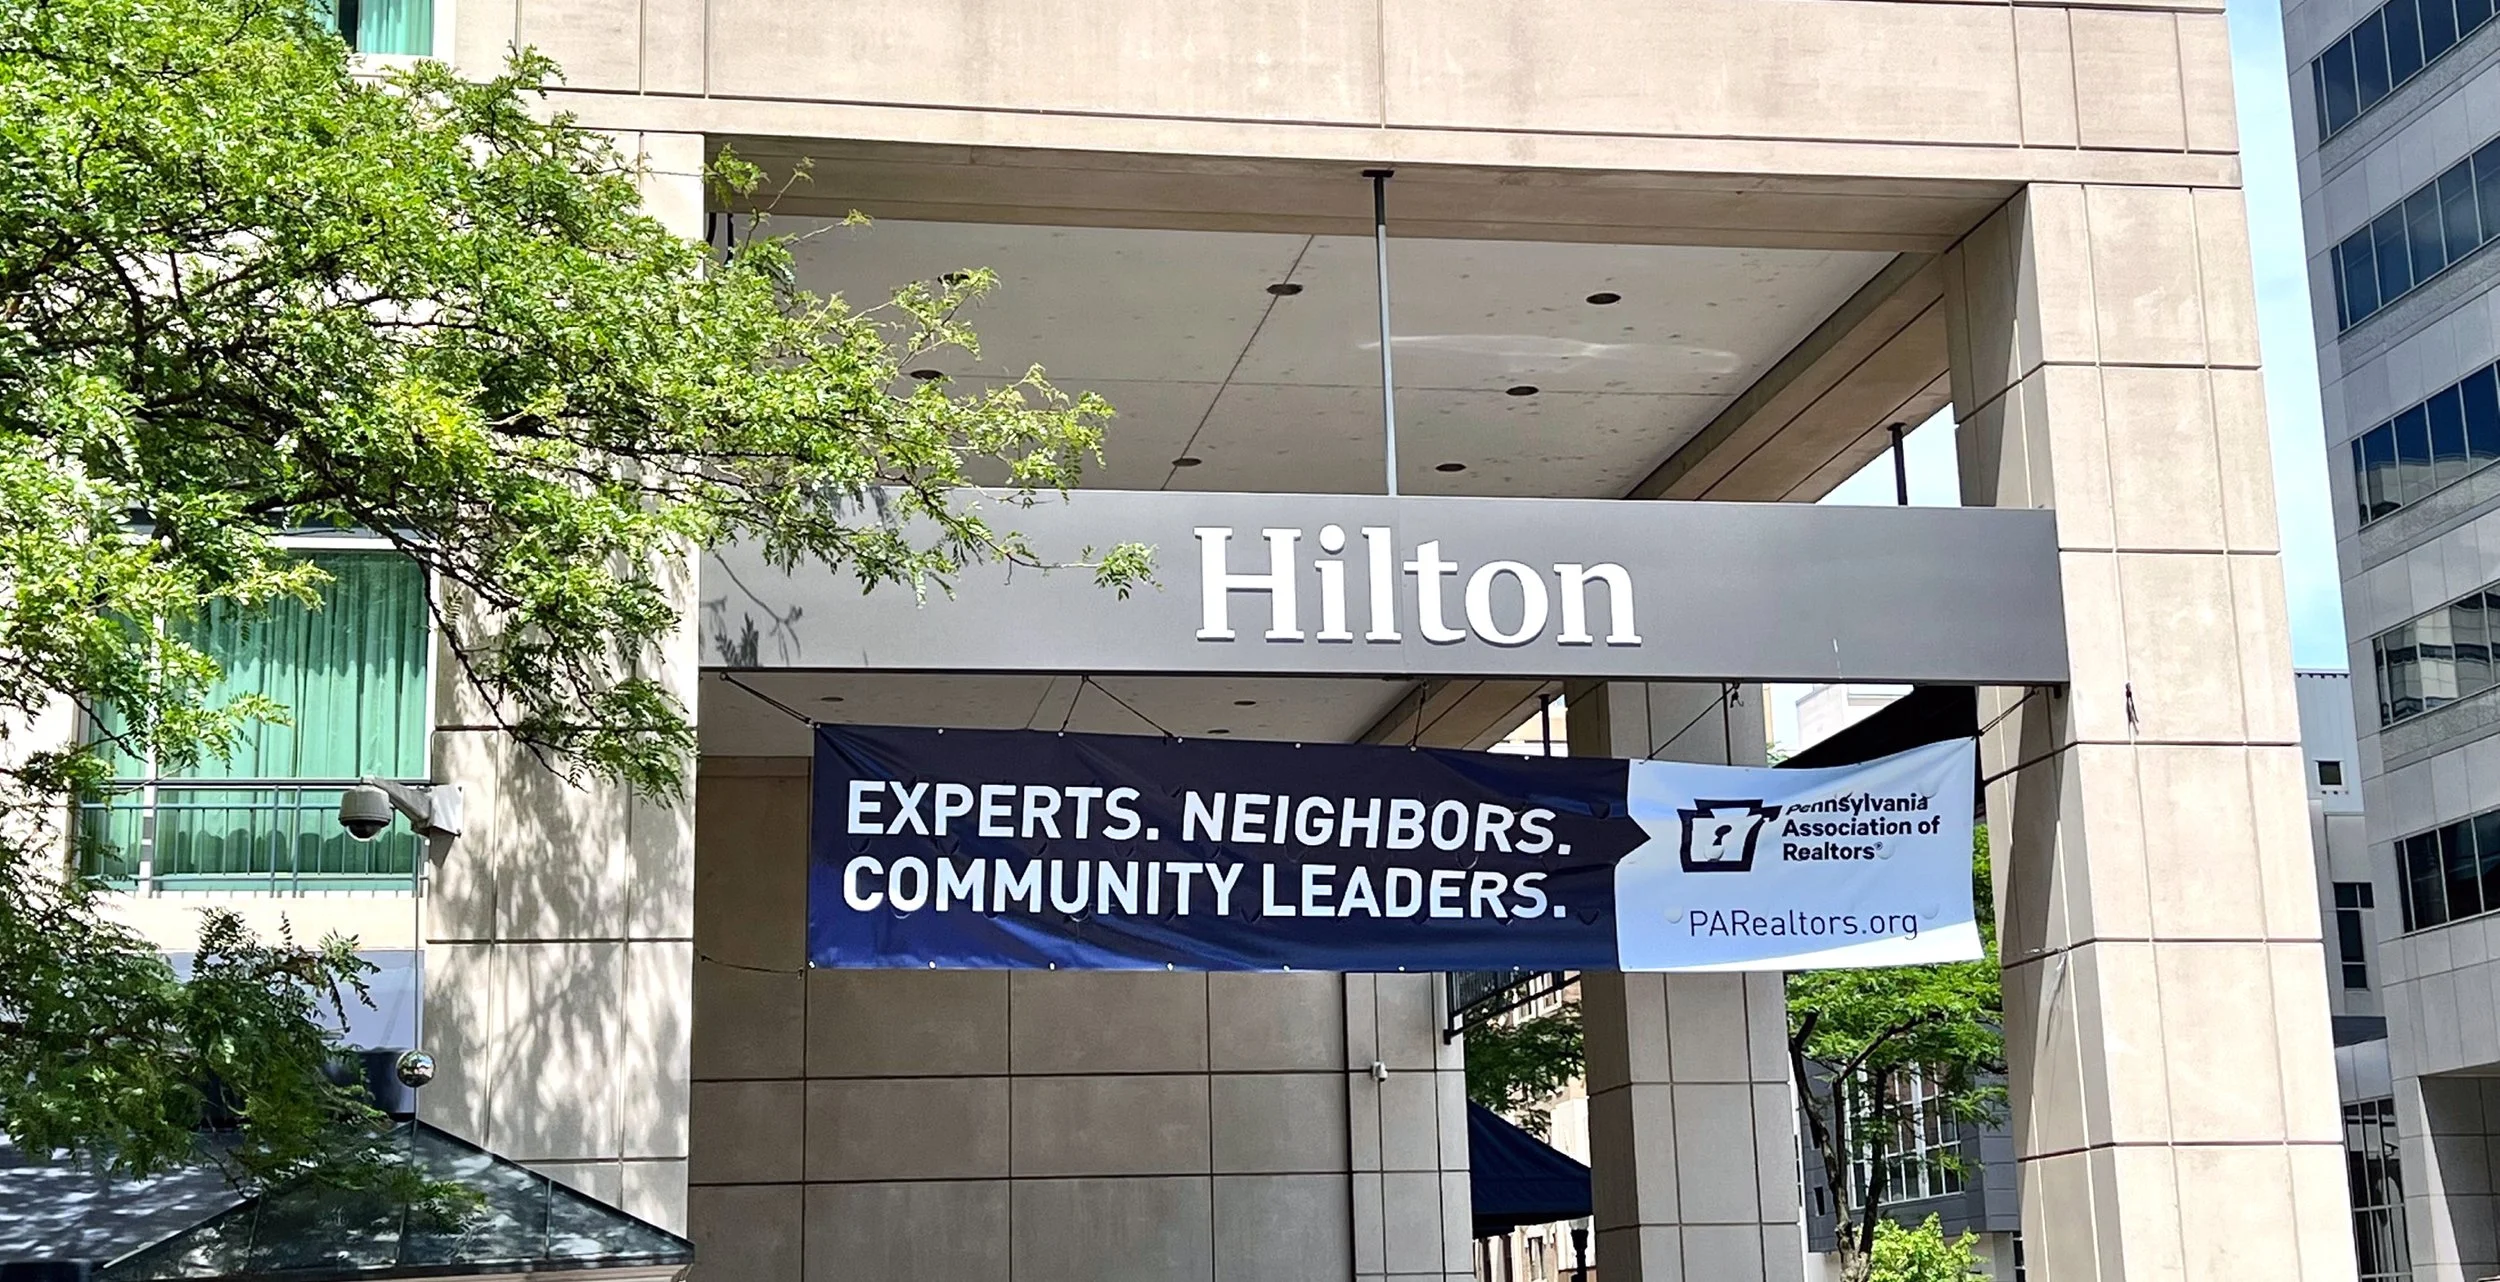 Hilton
EXPERTS. NEIGHBORS.
COMMUNITY LEADERS.
Pennsylvania
Association of
Realtors®
PARealtors.org